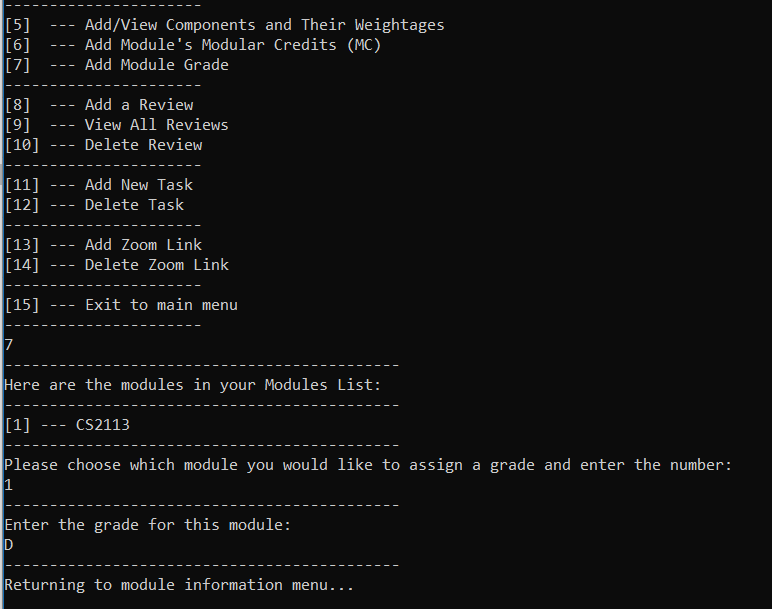 ----------------------
[5]  --- Add/View Components and Their Weightages
[6]  --- Add Module's Modular Credits (MC)
[7]  --- Add Module Grade
----------------------
[8]  --- Add a Review
[9]  --- View All Reviews
[10] --- Delete Review
----------------------
[11] --- Add New Task
[12] --- Delete Task
----------------------
[13] --- Add Zoom Link
[14] --- Delete Zoom Link
----------------------
[15] --- Exit to main menu
----------------------
7
--------------------------------------------
Here are the modules in your Modules List:
--------------------------------------------
[1] --- CS2113
--------------------------------------------
Please choose which module you would like to assign a grade and enter the number:
1
--------------------------------------------
Enter the grade for this module:
D
--------------------------------------------
Returning to module information menu...